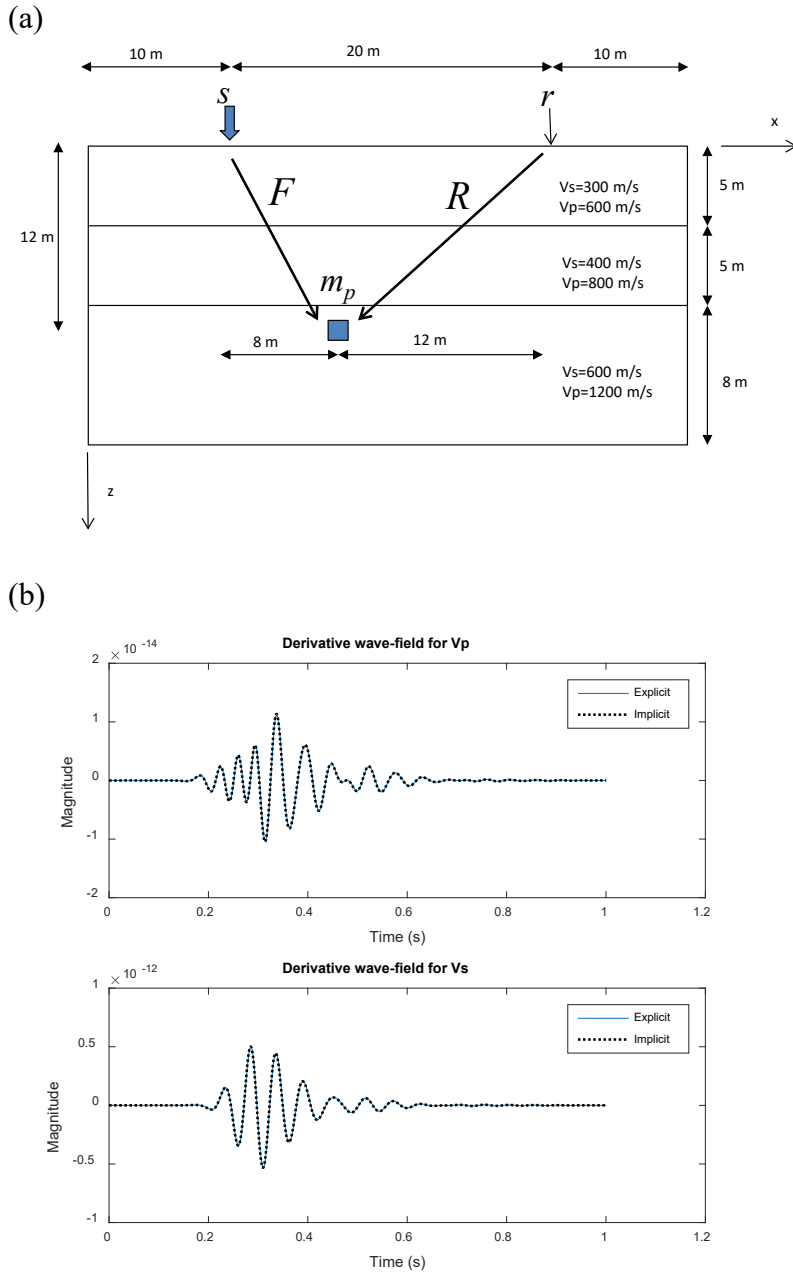 (a)
10 m 20 m 10 m
s r
x
F R
Vs=300 m/s
Vp=600 m/s
5 m
12 m
m_p
Vs=400 m/s
Vp=800 m/s
5 m
8 m 12 m
Vs=600 m/s
Vp=1200 m/s
8 m
z
(b)
Derivative wave-field for Vp
× 10 -14
2
1
0
-1
-2
Magnitude
Explicit
Implicit
0 0.2 0.4 0.6 0.8 1 1.2
Time (s)
Derivative wave-field for Vs
× 10 -12
1
0.5
0
-0.5
-1
Magnitude
Explicit
Implicit
0 0.2 0.4 0.6 0.8 1 1.2
Time (s)